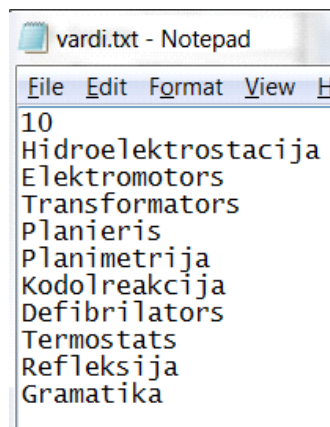 vardi.txt - Notepad
File Edit Format View H
10
Hidroelektrostacija
Elektromotors
Transformators
Planieris
Planimetrija
Kodolreakcija
Defibrilators
Termostats
Refleksija
Gramatika